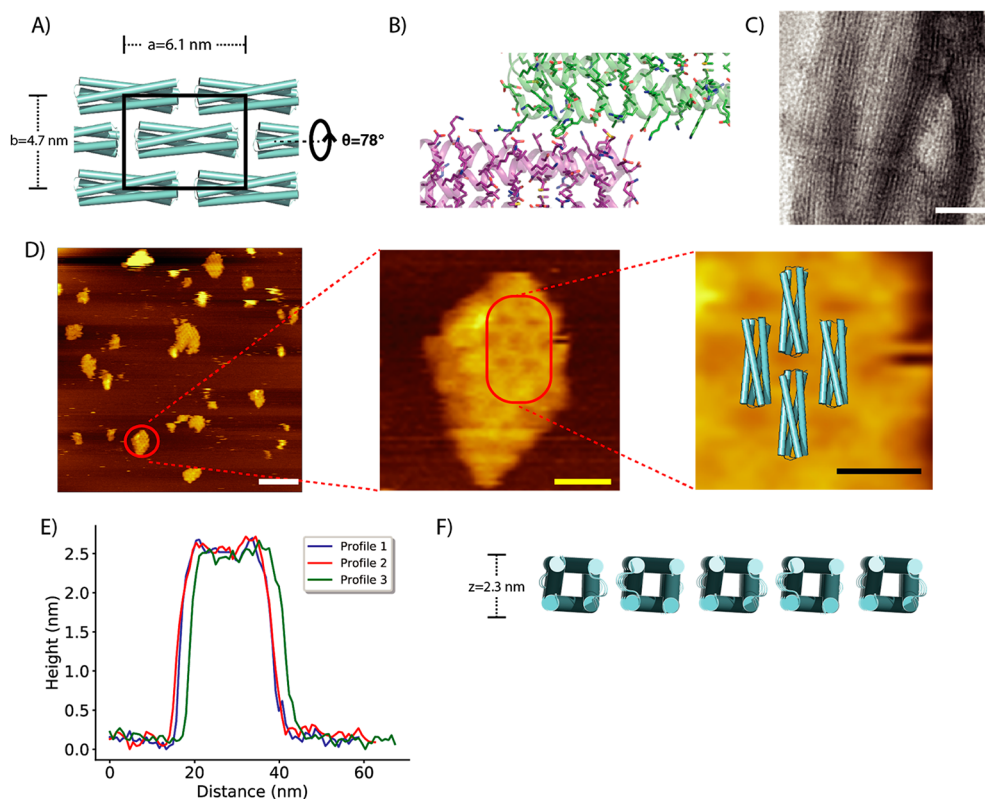 A)
a=6.1 nm
b=4.7 nm
θ=78°
B)
C)
D)
E)
Profile 1
Profile 2
Profile 3
Height (nm)
2.5
2.0
1.5
1.0
0.5
0.0
0
20
40
60
Distance (nm)
F)
z=2.3 nm